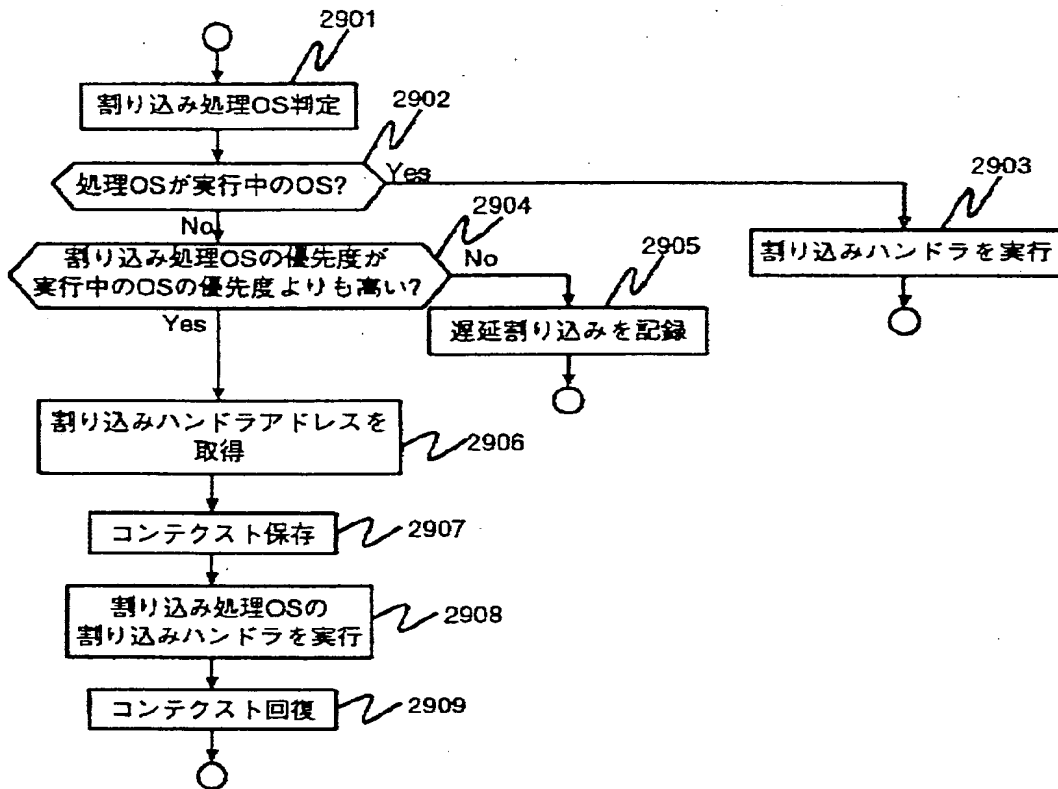 2901
割り込み処理OS判定
2902
処理OSが実行中のOS?
Yes
2903
割り込みハンドラを実行
No
2904
割り込み処理OSの優先度が
実行中のOSの優先度よりも高い?
No
2905
遅延割り込みを記録
Yes
割り込みハンドラアドレスを
取得
2906
コンテクスト保存
2907
割り込み処理OSの
割り込みハンドラを実行
2908
コンテクスト回復
2909